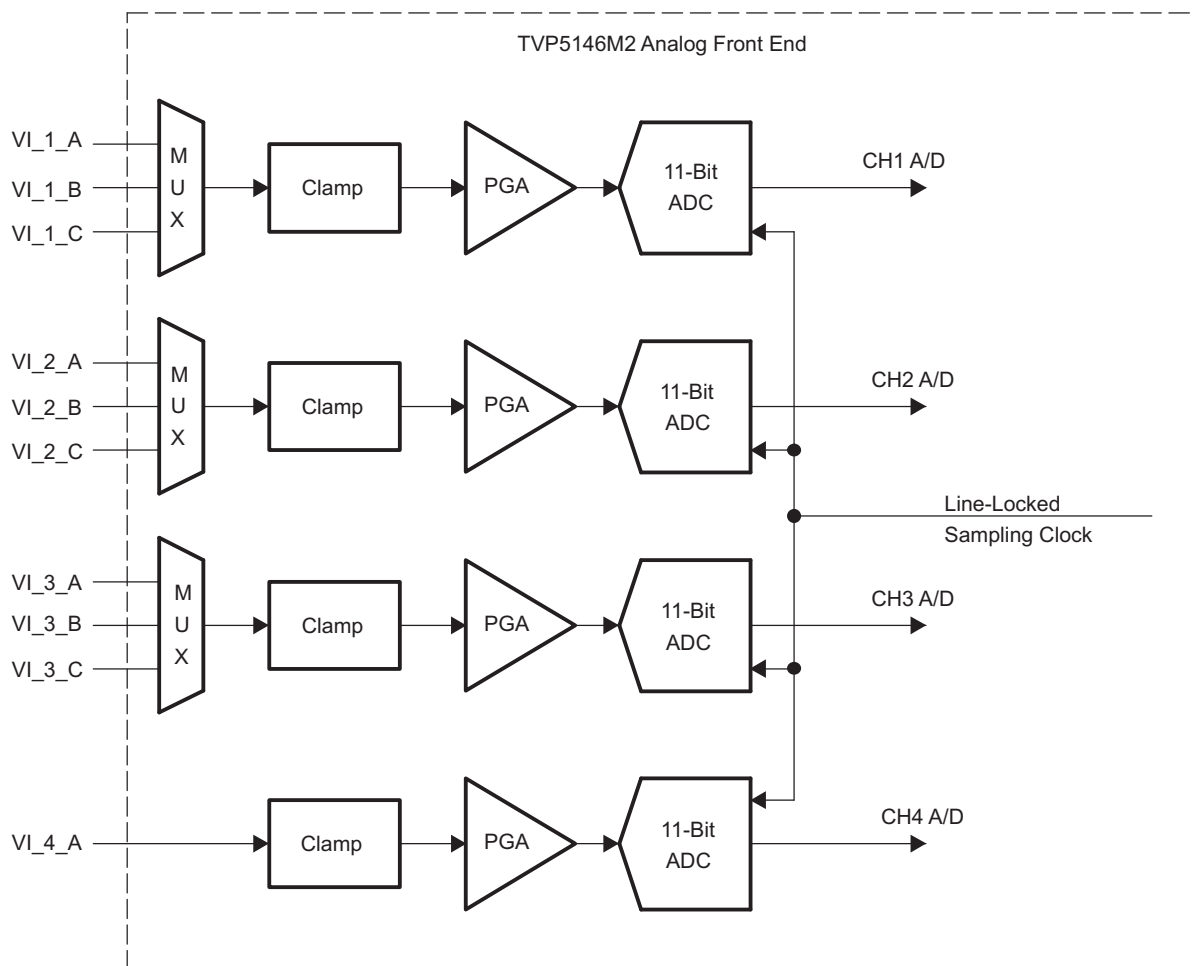 TVP5146M2 Analog Front End
VI_1_A
VI_1_B
VI_1_C
M
U
X
Clamp
PGA
11-Bit
ADC
CH1 A/D
VI_2_A
VI_2_B
VI_2_C
M
U
X
Clamp
PGA
11-Bit
ADC
CH2 A/D
Line-Locked
Sampling Clock
VI_3_A
VI_3_B
VI_3_C
M
U
X
Clamp
PGA
11-Bit
ADC
CH3 A/D
VI_4_A
Clamp
PGA
11-Bit
ADC
CH4 A/D